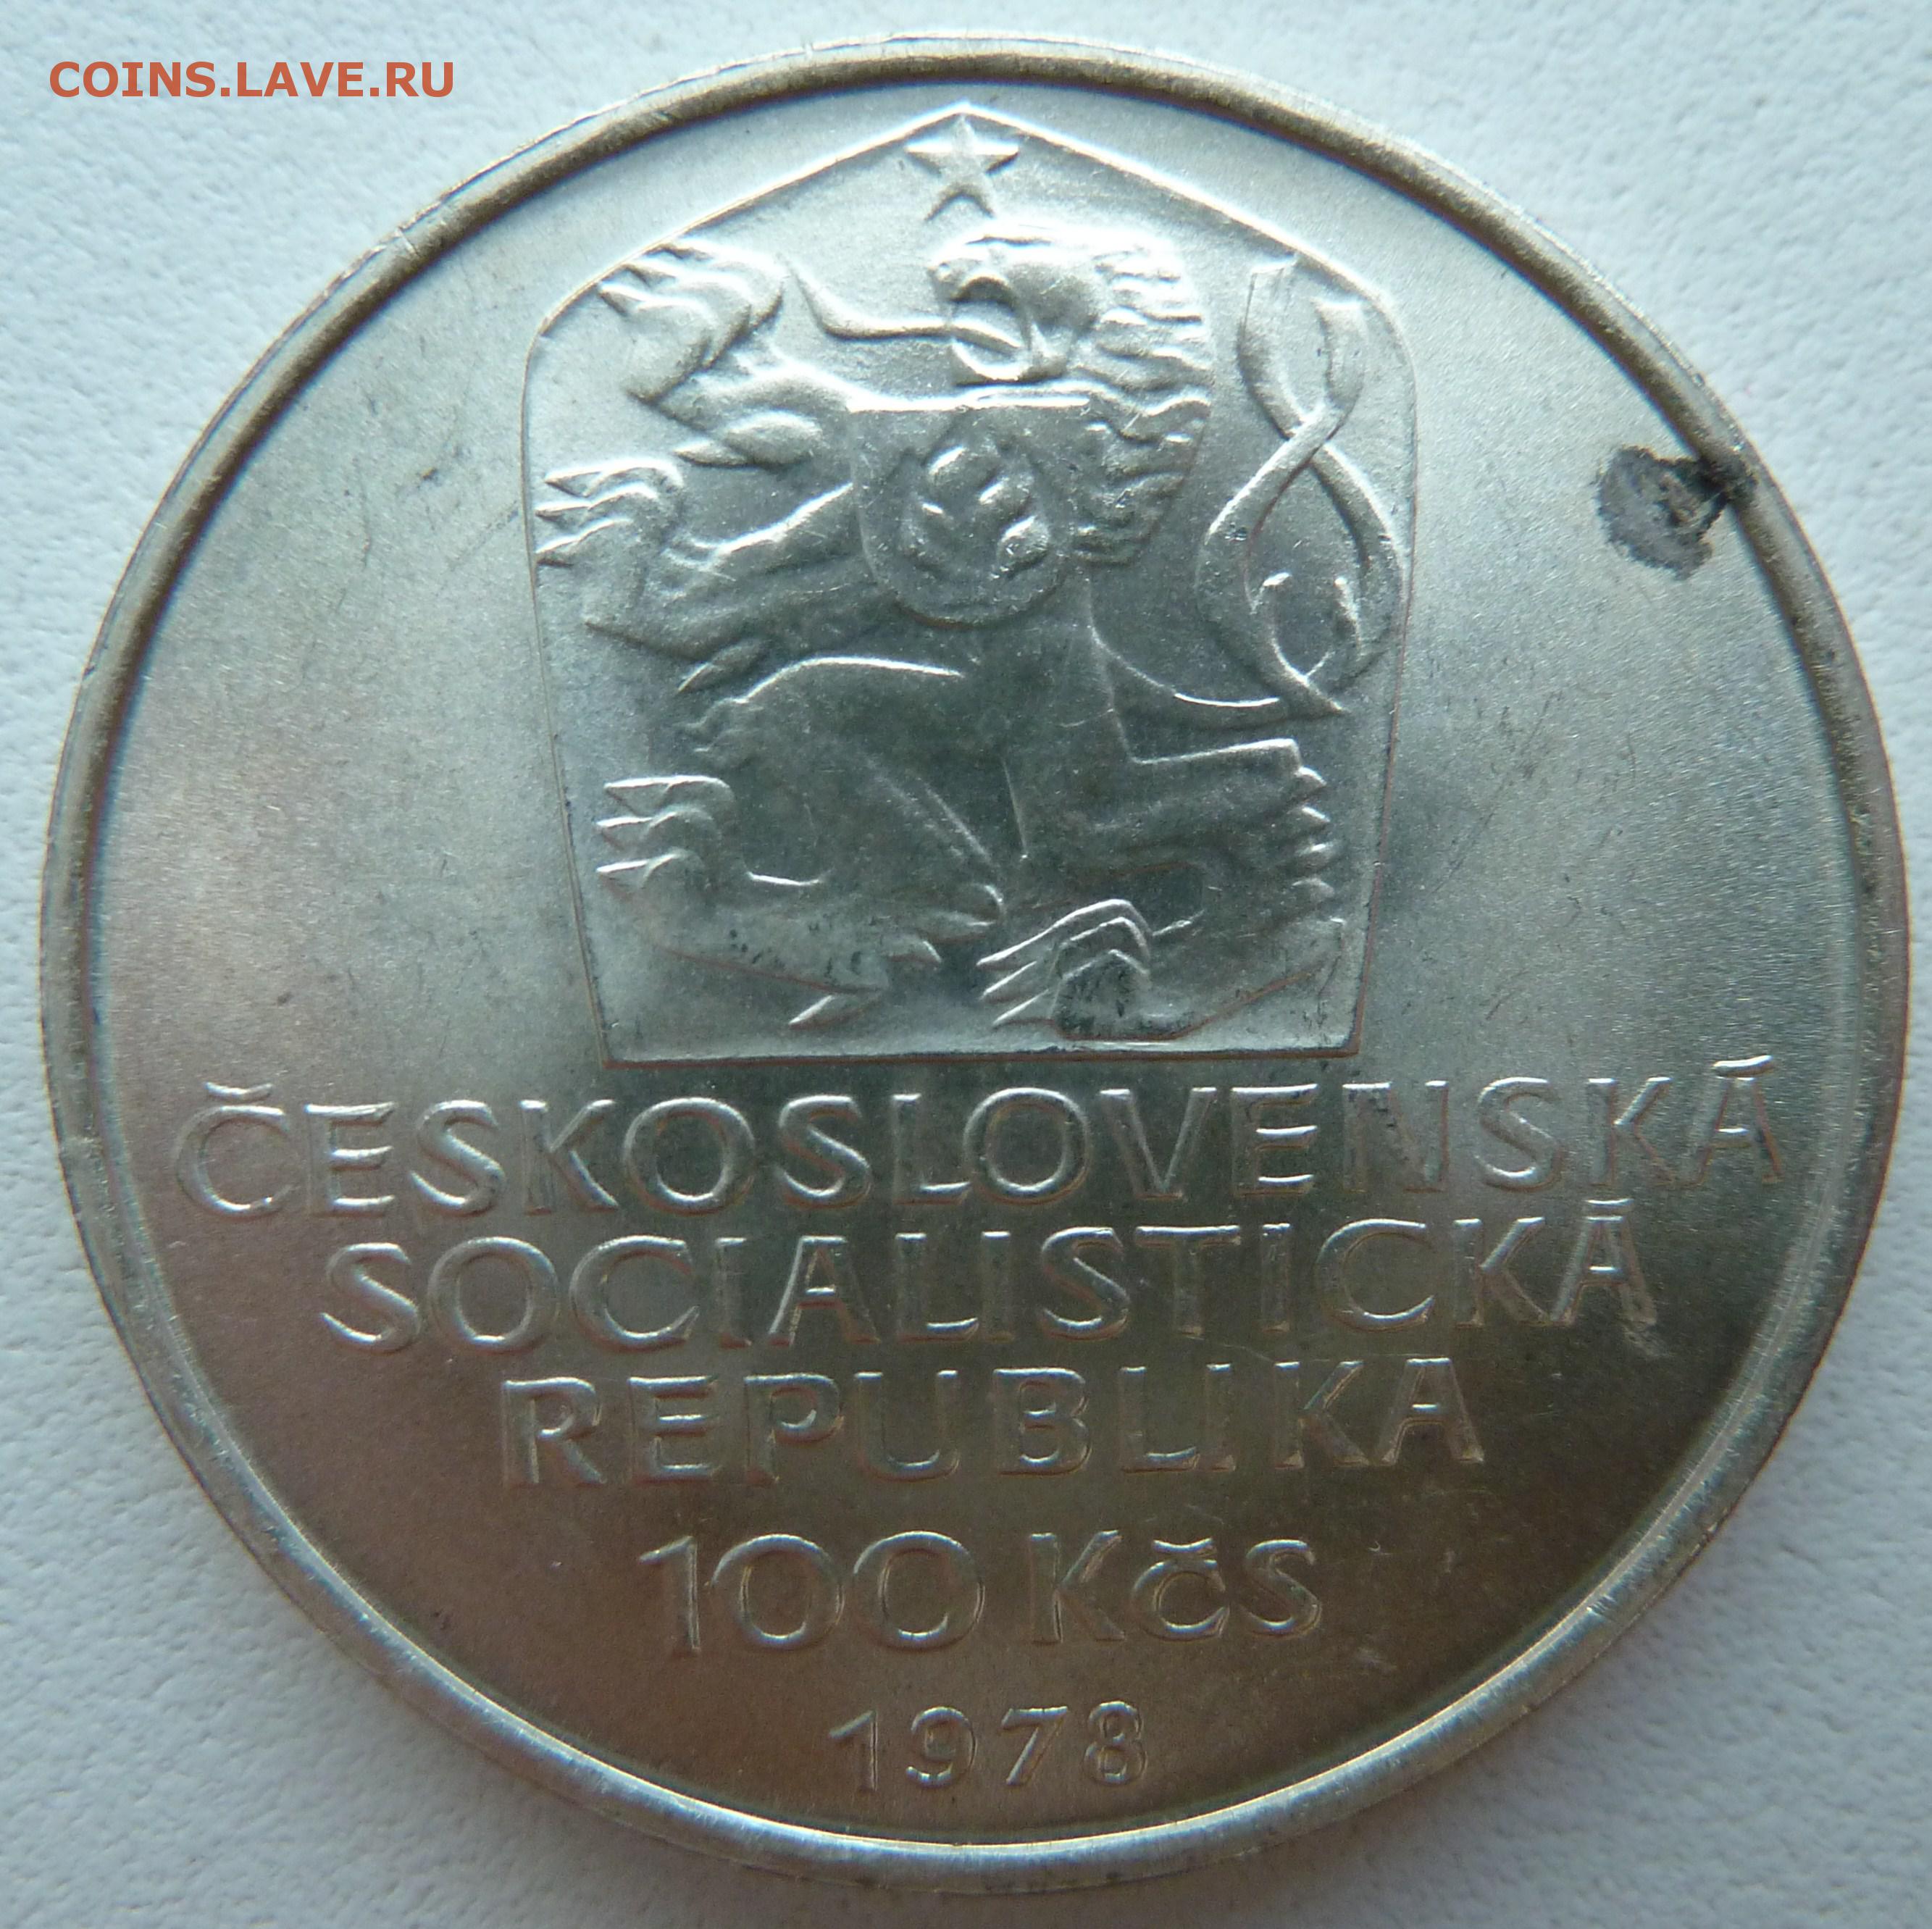 COINS.LAVE.RU
ČESKOSLOVENSKÁ
SOCIALISTICKÁ
REPUBLIKA
100 Kčs
1978